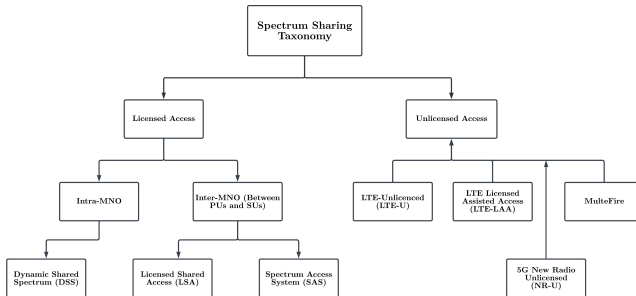 Spectrum Sharing
Taxonomy
Licensed Access
Unlicensed Access
Intra-MNO
Inter-MNO (Between
PUs and SUs)
LTE-Unlicenced
(LTE-U)
LTE Licensed
Assisted Access
(LTE-LAA)
MulteFire
Dynamic Shared
Spectrum (DSS)
Licensed Shared
Access (LSA)
Spectrum Access
System (SAS)
5G New Radio
Unlicensed
(NR-U)